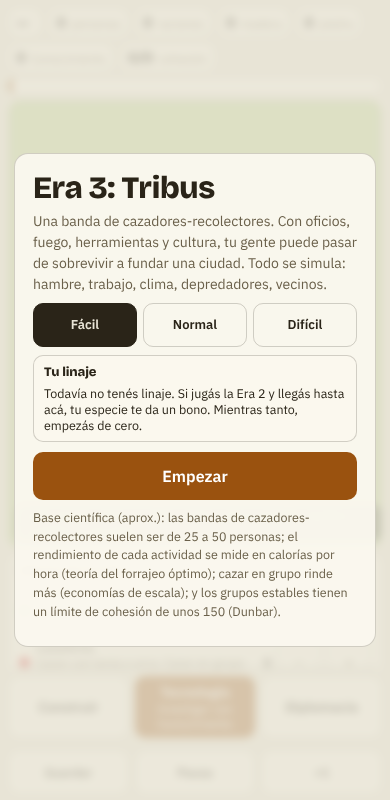 Era 3: Tribus
Una banda de cazadores-recolectores. Con oficios,
fuego, herramientas y cultura, tu gente puede pasar
de sobrevivir a fundar una ciudad. Todo se simula:
hambre, trabajo, clima, depredadores, vecinos.
Fácil
Normal
Difícil
Tu linaje
Todavía no tenés linaje. Si jugás la Era 2 y llegás hasta
acá, tu especie te da un bono. Mientras tanto,
empezás de cero.
Empezar
Base científica (aprox.): las bandas de cazadores-
recolectores suelen ser de 25 a 50 personas; el
rendimiento de cada actividad se mide en calorías por
hora (teoría del forrajeo óptimo); cazar en grupo rinde
más (economías de escala); y los grupos estables tienen
un límite de cohesión de unos 150 (Dunbar).